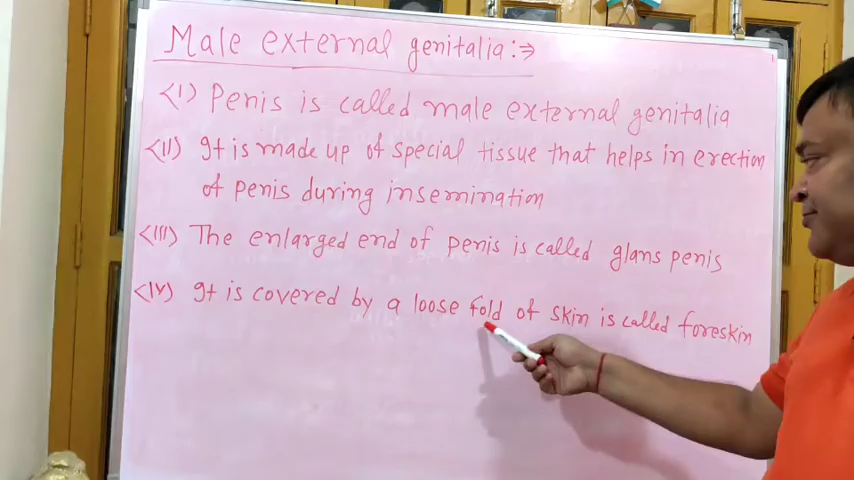 Male external genitalia :⇒
(I) Penis is called male external genitalia
(II) It is made up of special tissue that helps in erection
of penis during insemination
(III) The enlarged end of penis is called glans penis
(IV) It is covered by a loose fold of skin is called foreskin